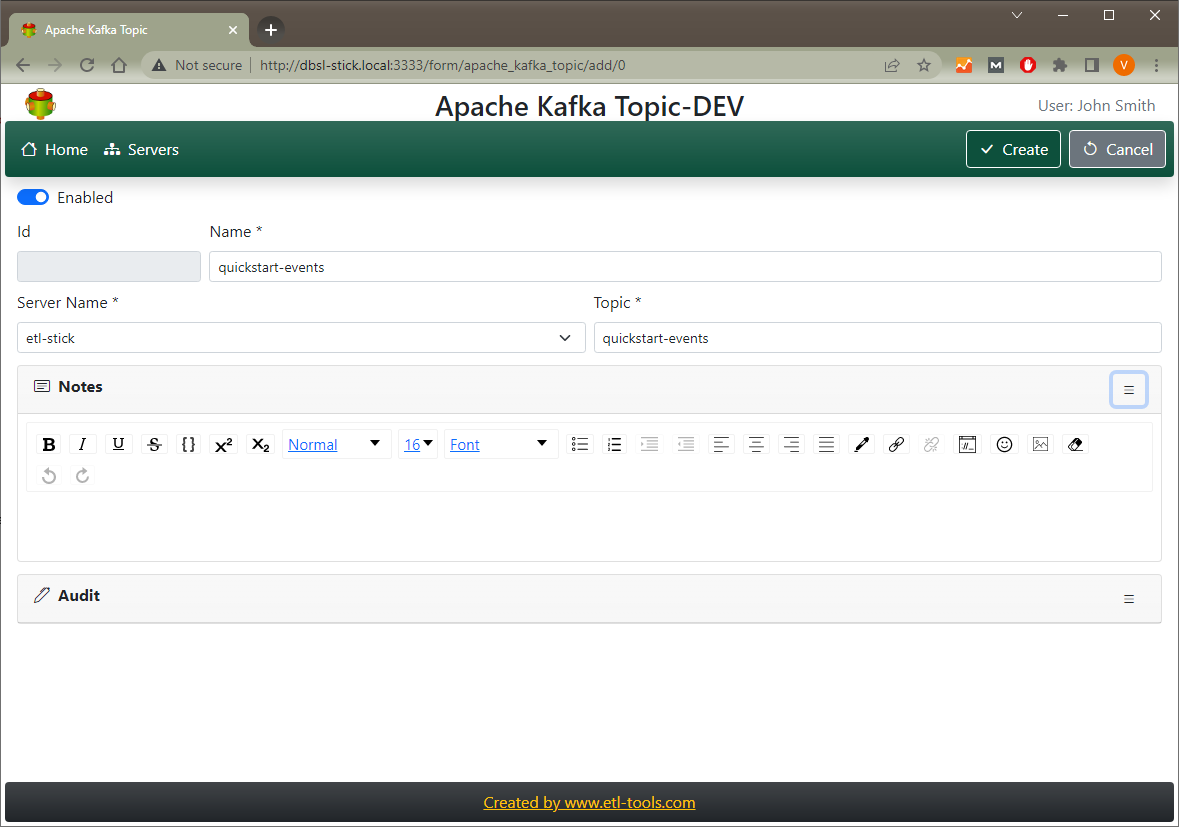 Apache Kafka Topic
Not secure http://dbsl-stick.local:3333/form/apache_kafka_topic/add/0
M
V
Apache Kafka Topic-DEV
User: John Smith
Home Servers Create Cancel
Enabled
Id Name *
quickstart-events
Server Name * Topic *
etl-stick quickstart-events
Notes
B I U S {} X² X₂ Normal 16 Font
Audit
Created by www.etl-tools.com